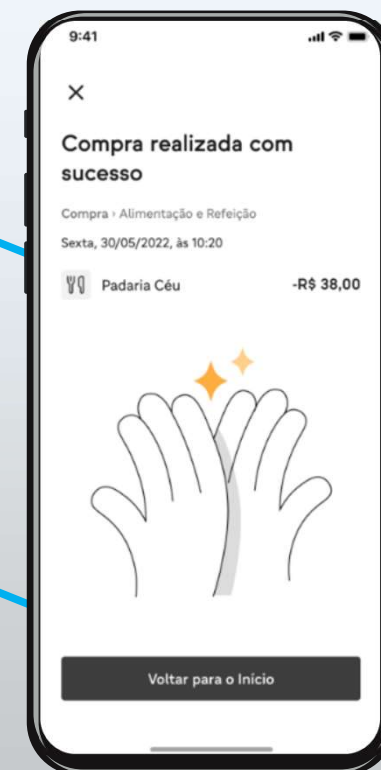 9:41
Compra realizada com
sucesso
Compra › Alimentação e Refeição
Sexta, 30/05/2022, às 10:20
Padaria Céu -R$ 38,00
Voltar para o Início